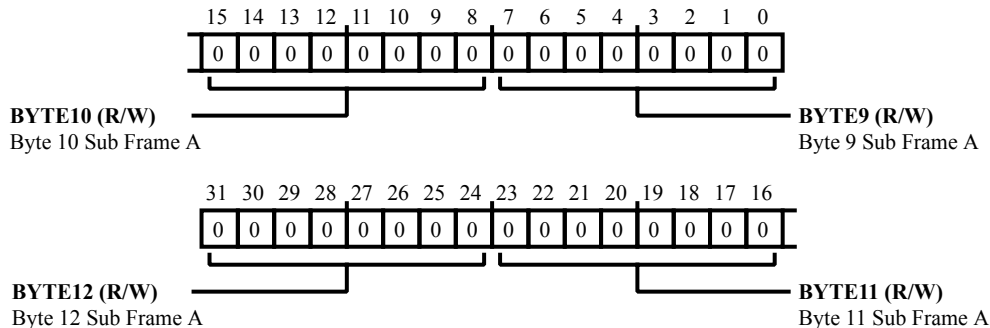 15 14 13 12 11 10 9 8 7 6 5 4 3 2 1 0
0 0 0 0 0 0 0 0 0 0 0 0 0 0 0 0
BYTE10 (R/W) BYTE9 (R/W)
Byte 10 Sub Frame A Byte 9 Sub Frame A
31 30 29 28 27 26 25 24 23 22 21 20 19 18 17 16
0 0 0 0 0 0 0 0 0 0 0 0 0 0 0 0
BYTE12 (R/W) BYTE11 (R/W)
Byte 12 Sub Frame A Byte 11 Sub Frame A